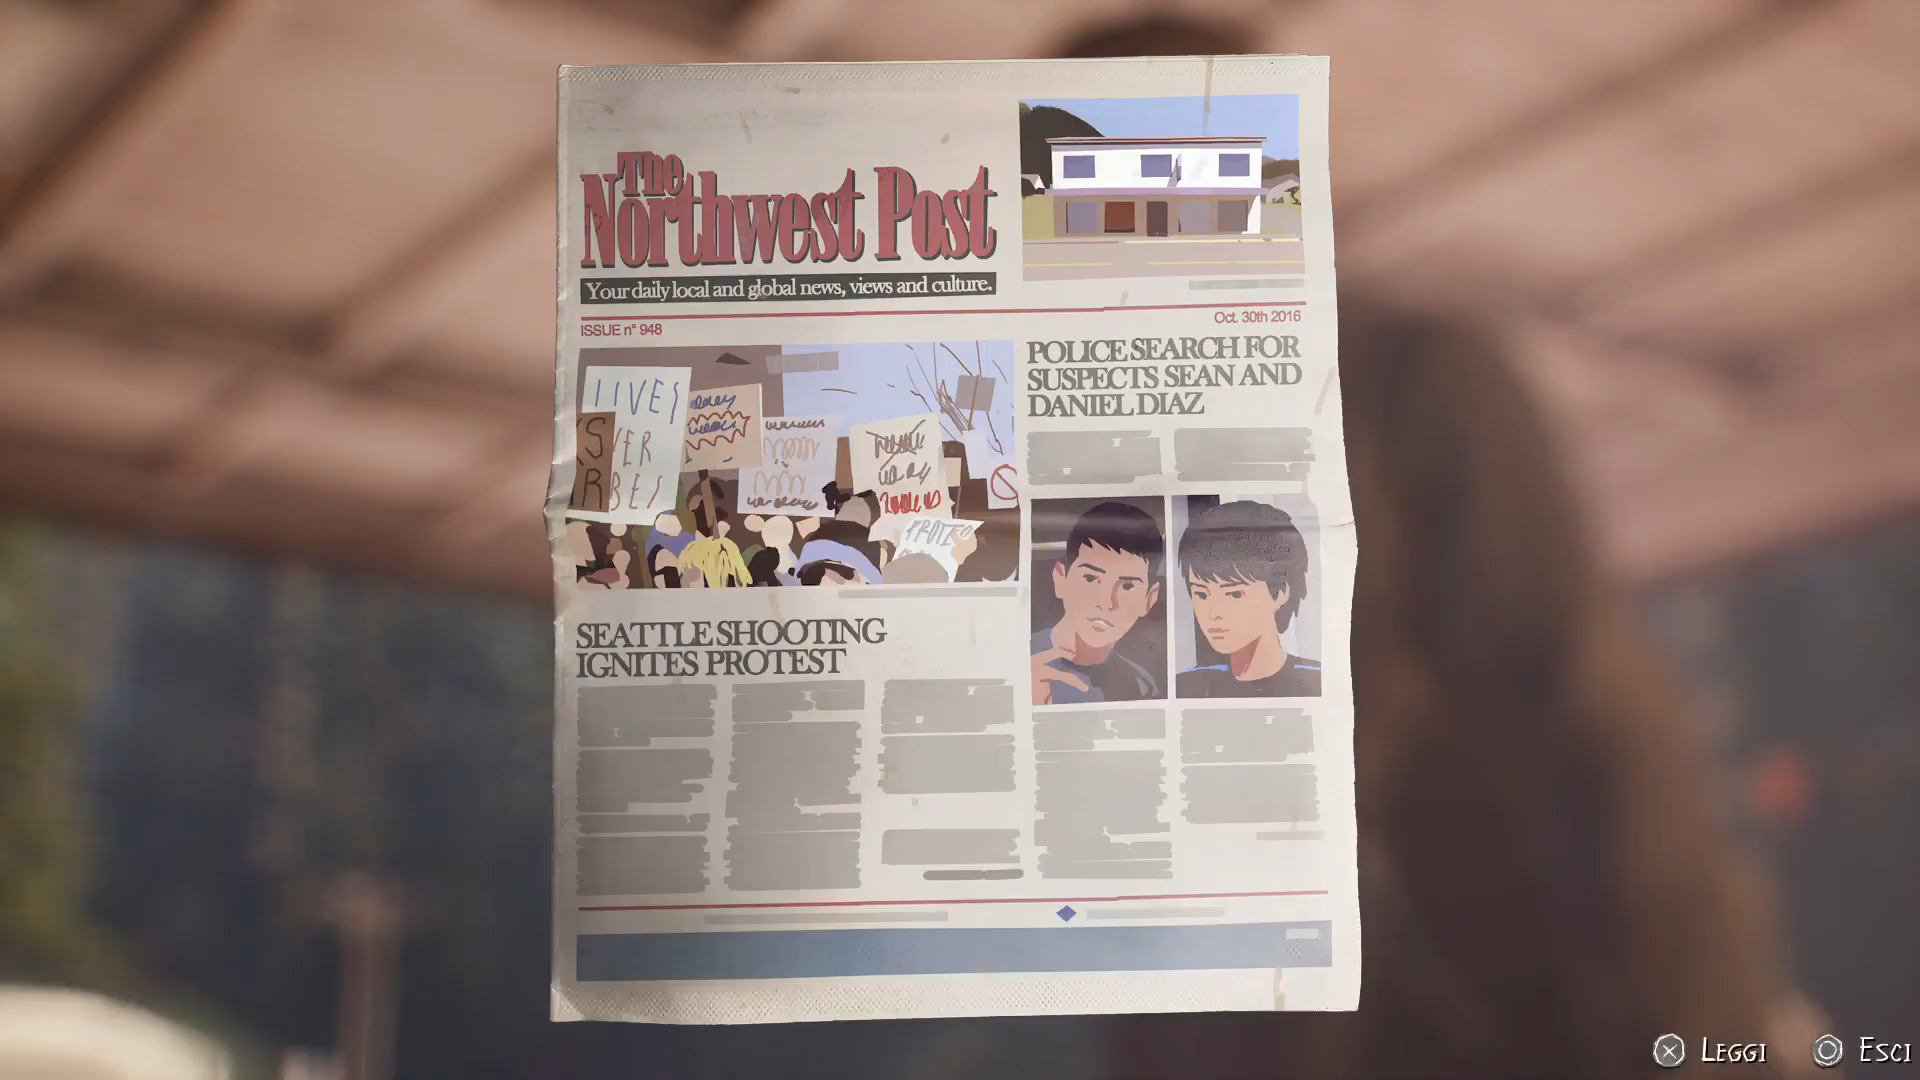 The
Northwest Post
Your daily local and global news, views and culture.
ISSUE n° 948
Oct. 30th 2016
POLICE SEARCH FOR
SUSPECTS SEAN AND
DANIEL DIAZ
LIVES
SEATTLE SHOOTING
IGNITES PROTEST
LEGGI
ESCI